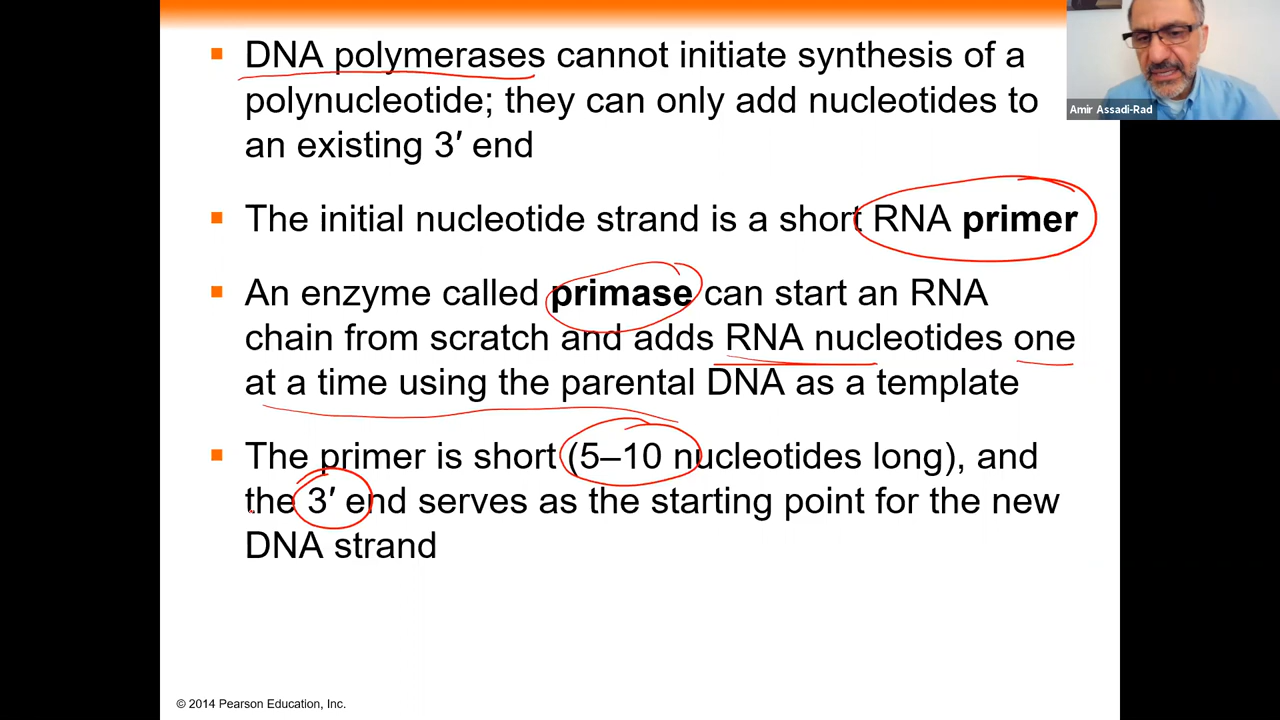 DNA polymerases cannot initiate synthesis of a
polynucleotide; they can only add nucleotides to
an existing 3′ end
The initial nucleotide strand is a short RNA primer
An enzyme called primase can start an RNA
chain from scratch and adds RNA nucleotides one
at a time using the parental DNA as a template
The primer is short (5–10 nucleotides long), and
the 3′ end serves as the starting point for the new
DNA strand
Amir Assadi-Rad
© 2014 Pearson Education, Inc.